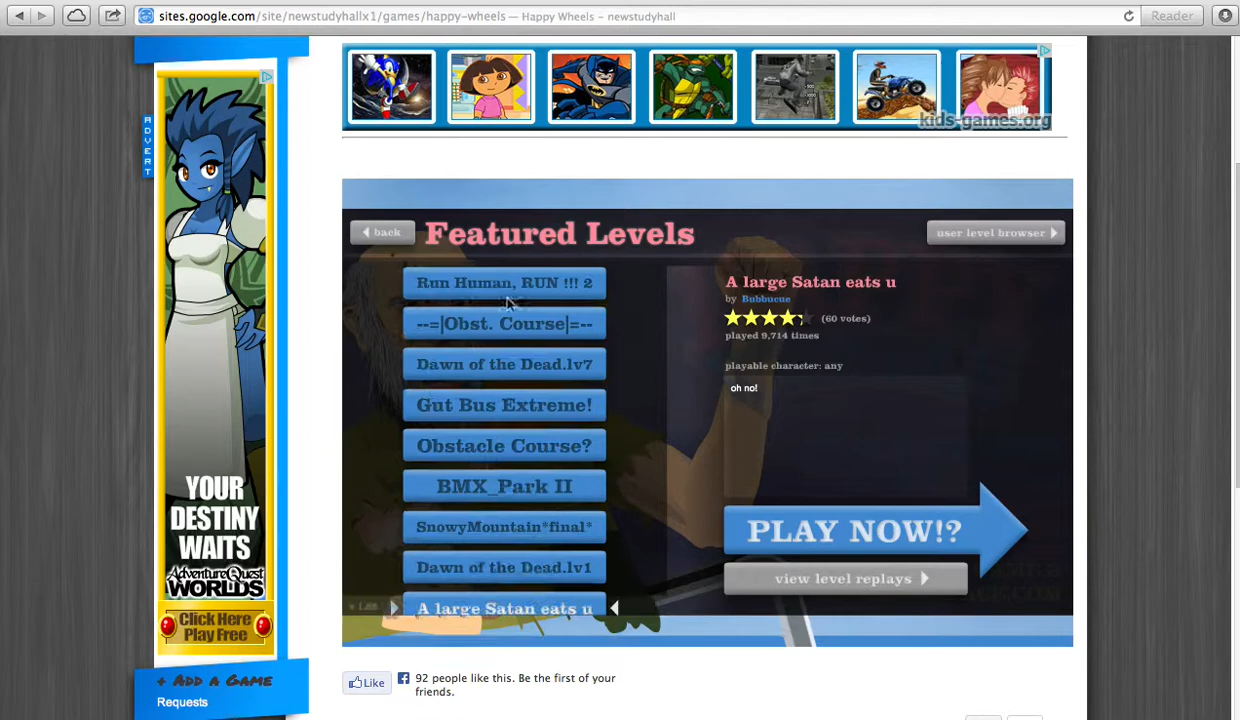 sites.google.com/site/newstudyhallx1/games/happy-wheels — Happy Wheels – newstudyhall
Reader
ADVERT
kids-games.org
back
Featured Levels
user level browser
Run Human, RUN !!! 2
--=|Obst. Course|=--
Dawn of the Dead.lv7
Gut Bus Extreme!
Obstacle Course?
BMX_Park II
SnowyMountain*final*
Dawn of the Dead.lv1
A large Satan eats u
A large Satan eats u
by Bubbucue
(60 votes)
played 9,714 times
playable character: any
oh no!
PLAY NOW!?
view level replays
YOUR
DESTINY
WAITS
AdventureQuest
WORLDS
Click Here
Play Free
+ Add a Game
Requests
Like
92 people like this. Be the first of your
friends.